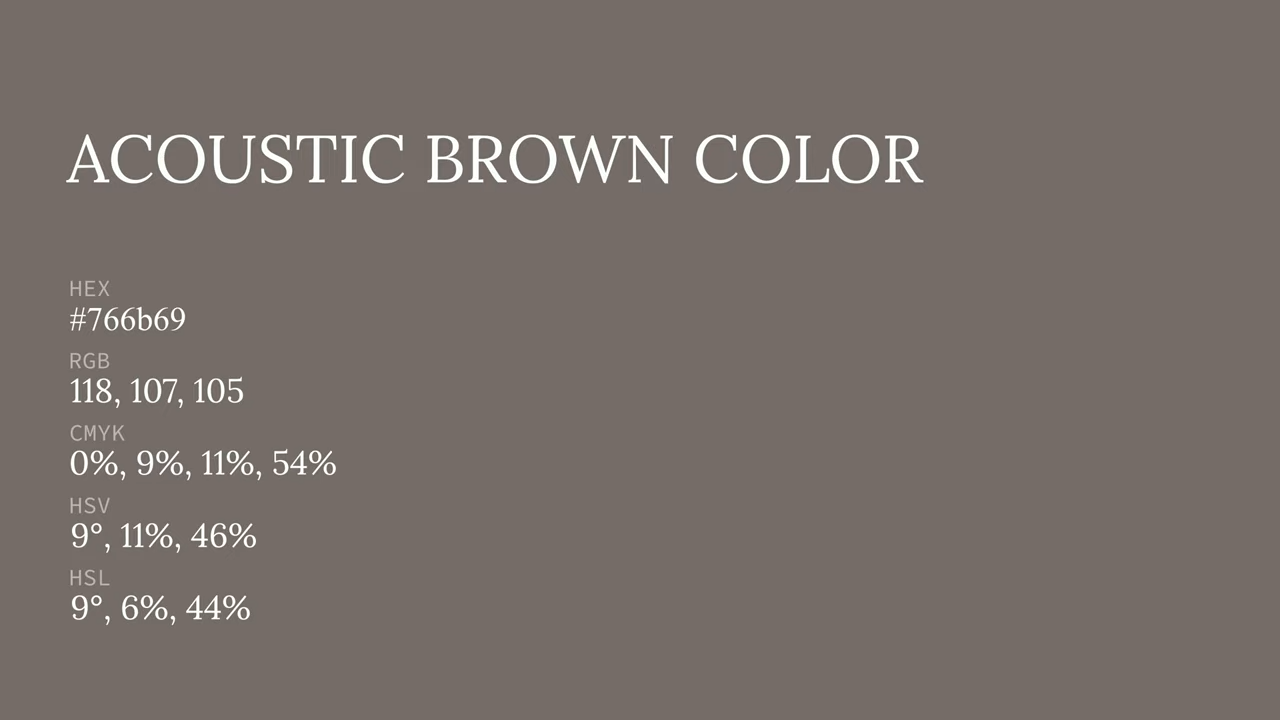 ACOUSTIC BROWN COLOR
HEX
#766b69
RGB
118, 107, 105
CMYK
0%, 9%, 11%, 54%
HSV
9°, 11%, 46%
HSL
9°, 6%, 44%